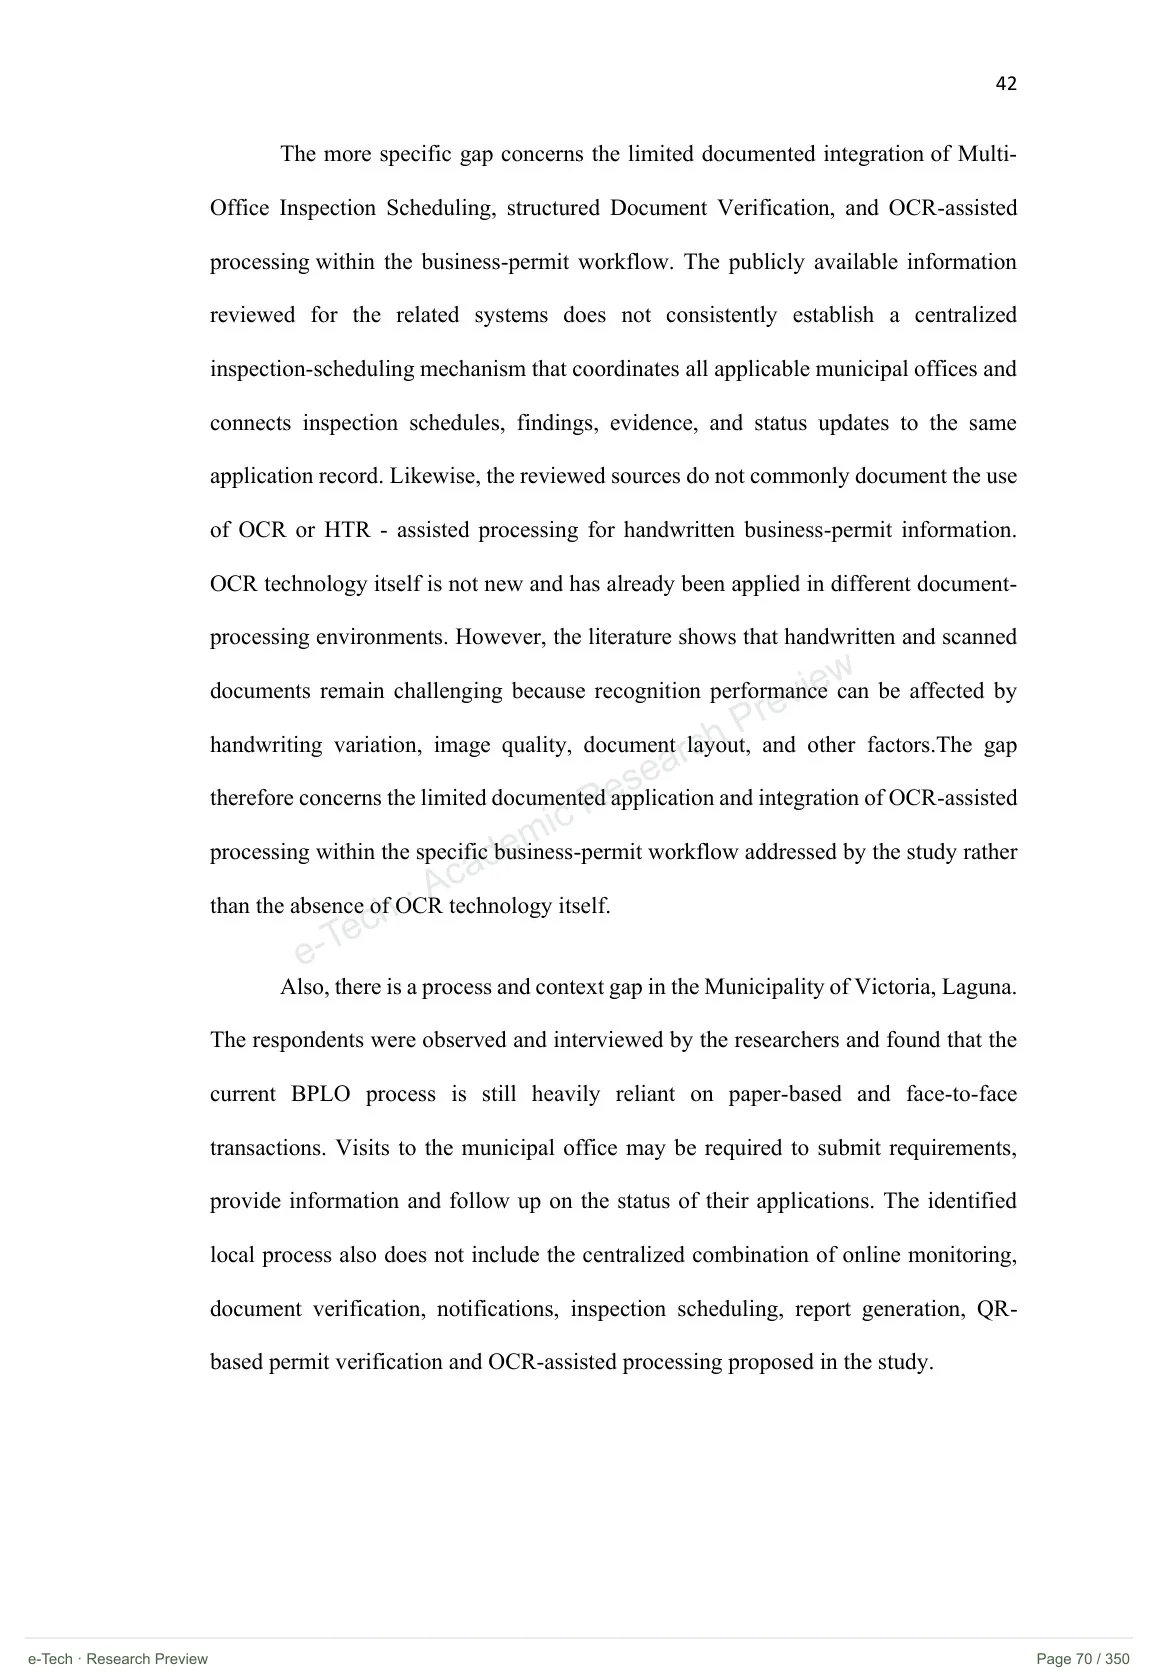 42
The more specific gap concerns the limited documented integration of Multi-
Office Inspection Scheduling, structured Document Verification, and OCR-assisted
processing within the business-permit workflow. The publicly available information
reviewed for the related systems does not consistently establish a centralized
inspection-scheduling mechanism that coordinates all applicable municipal offices and
connects inspection schedules, findings, evidence, and status updates to the same
application record. Likewise, the reviewed sources do not commonly document the use
of OCR or HTR - assisted processing for handwritten business-permit information.
OCR technology itself is not new and has already been applied in different document-
processing environments. However, the literature shows that handwritten and scanned
documents remain challenging because recognition performance can be affected by
handwriting variation, image quality, document layout, and other factors.The gap
therefore concerns the limited documented application and integration of OCR-assisted
processing within the specific business-permit workflow addressed by the study rather
than the absence of OCR technology itself.
e-Tech · Academic Research Preview
Also, there is a process and context gap in the Municipality of Victoria, Laguna.
The respondents were observed and interviewed by the researchers and found that the
current BPLO process is still heavily reliant on paper-based and face-to-face
transactions. Visits to the municipal office may be required to submit requirements,
provide information and follow up on the status of their applications. The identified
local process also does not include the centralized combination of online monitoring,
document verification, notifications, inspection scheduling, report generation, QR-
based permit verification and OCR-assisted processing proposed in the study.
e-Tech · Research Preview
Page 70 / 350